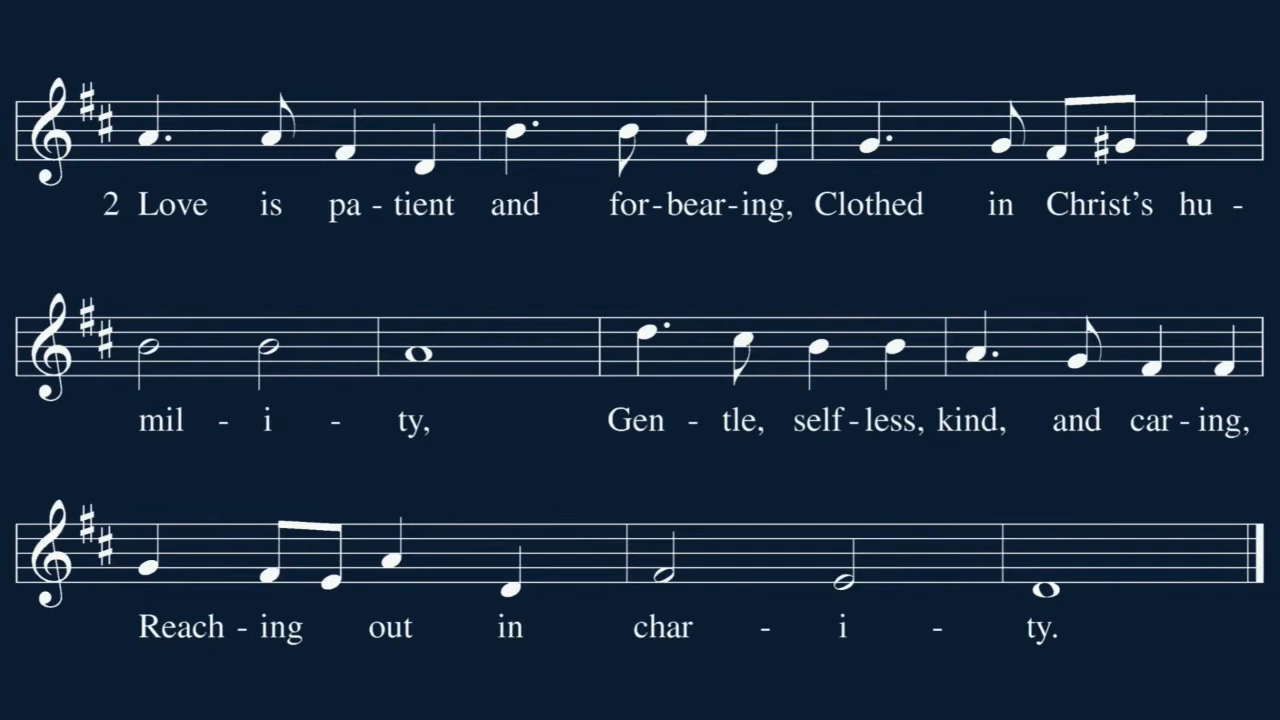 2 Love is pa - tient and for - bear - ing, Clothed in Christ’s hu -
mil - i - ty, Gen - tle, self - less, kind, and car - ing,
Reach - ing out in char - i - ty.